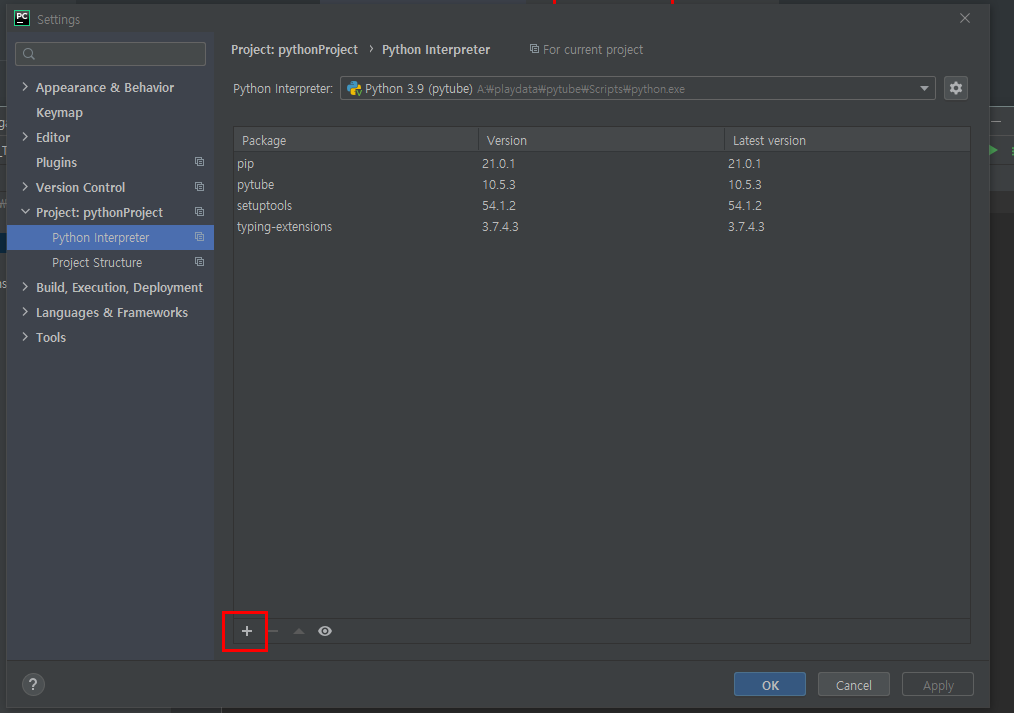 PC Settings
Project: pythonProject › Python Interpreter For current project
Python Interpreter: Python 3.9 (pytube) A:₩playdata₩pytube₩Scripts₩python.exe
Appearance & Behavior
Keymap
Editor
Plugins
Version Control
Project: pythonProject
Python Interpreter
Project Structure
Build, Execution, Deployment
Languages & Frameworks
Tools
Package Version Latest version
pip 21.0.1 21.0.1
pytube 10.5.3 10.5.3
setuptools 54.1.2 54.1.2
typing-extensions 3.7.4.3 3.7.4.3
? OK Cancel Apply